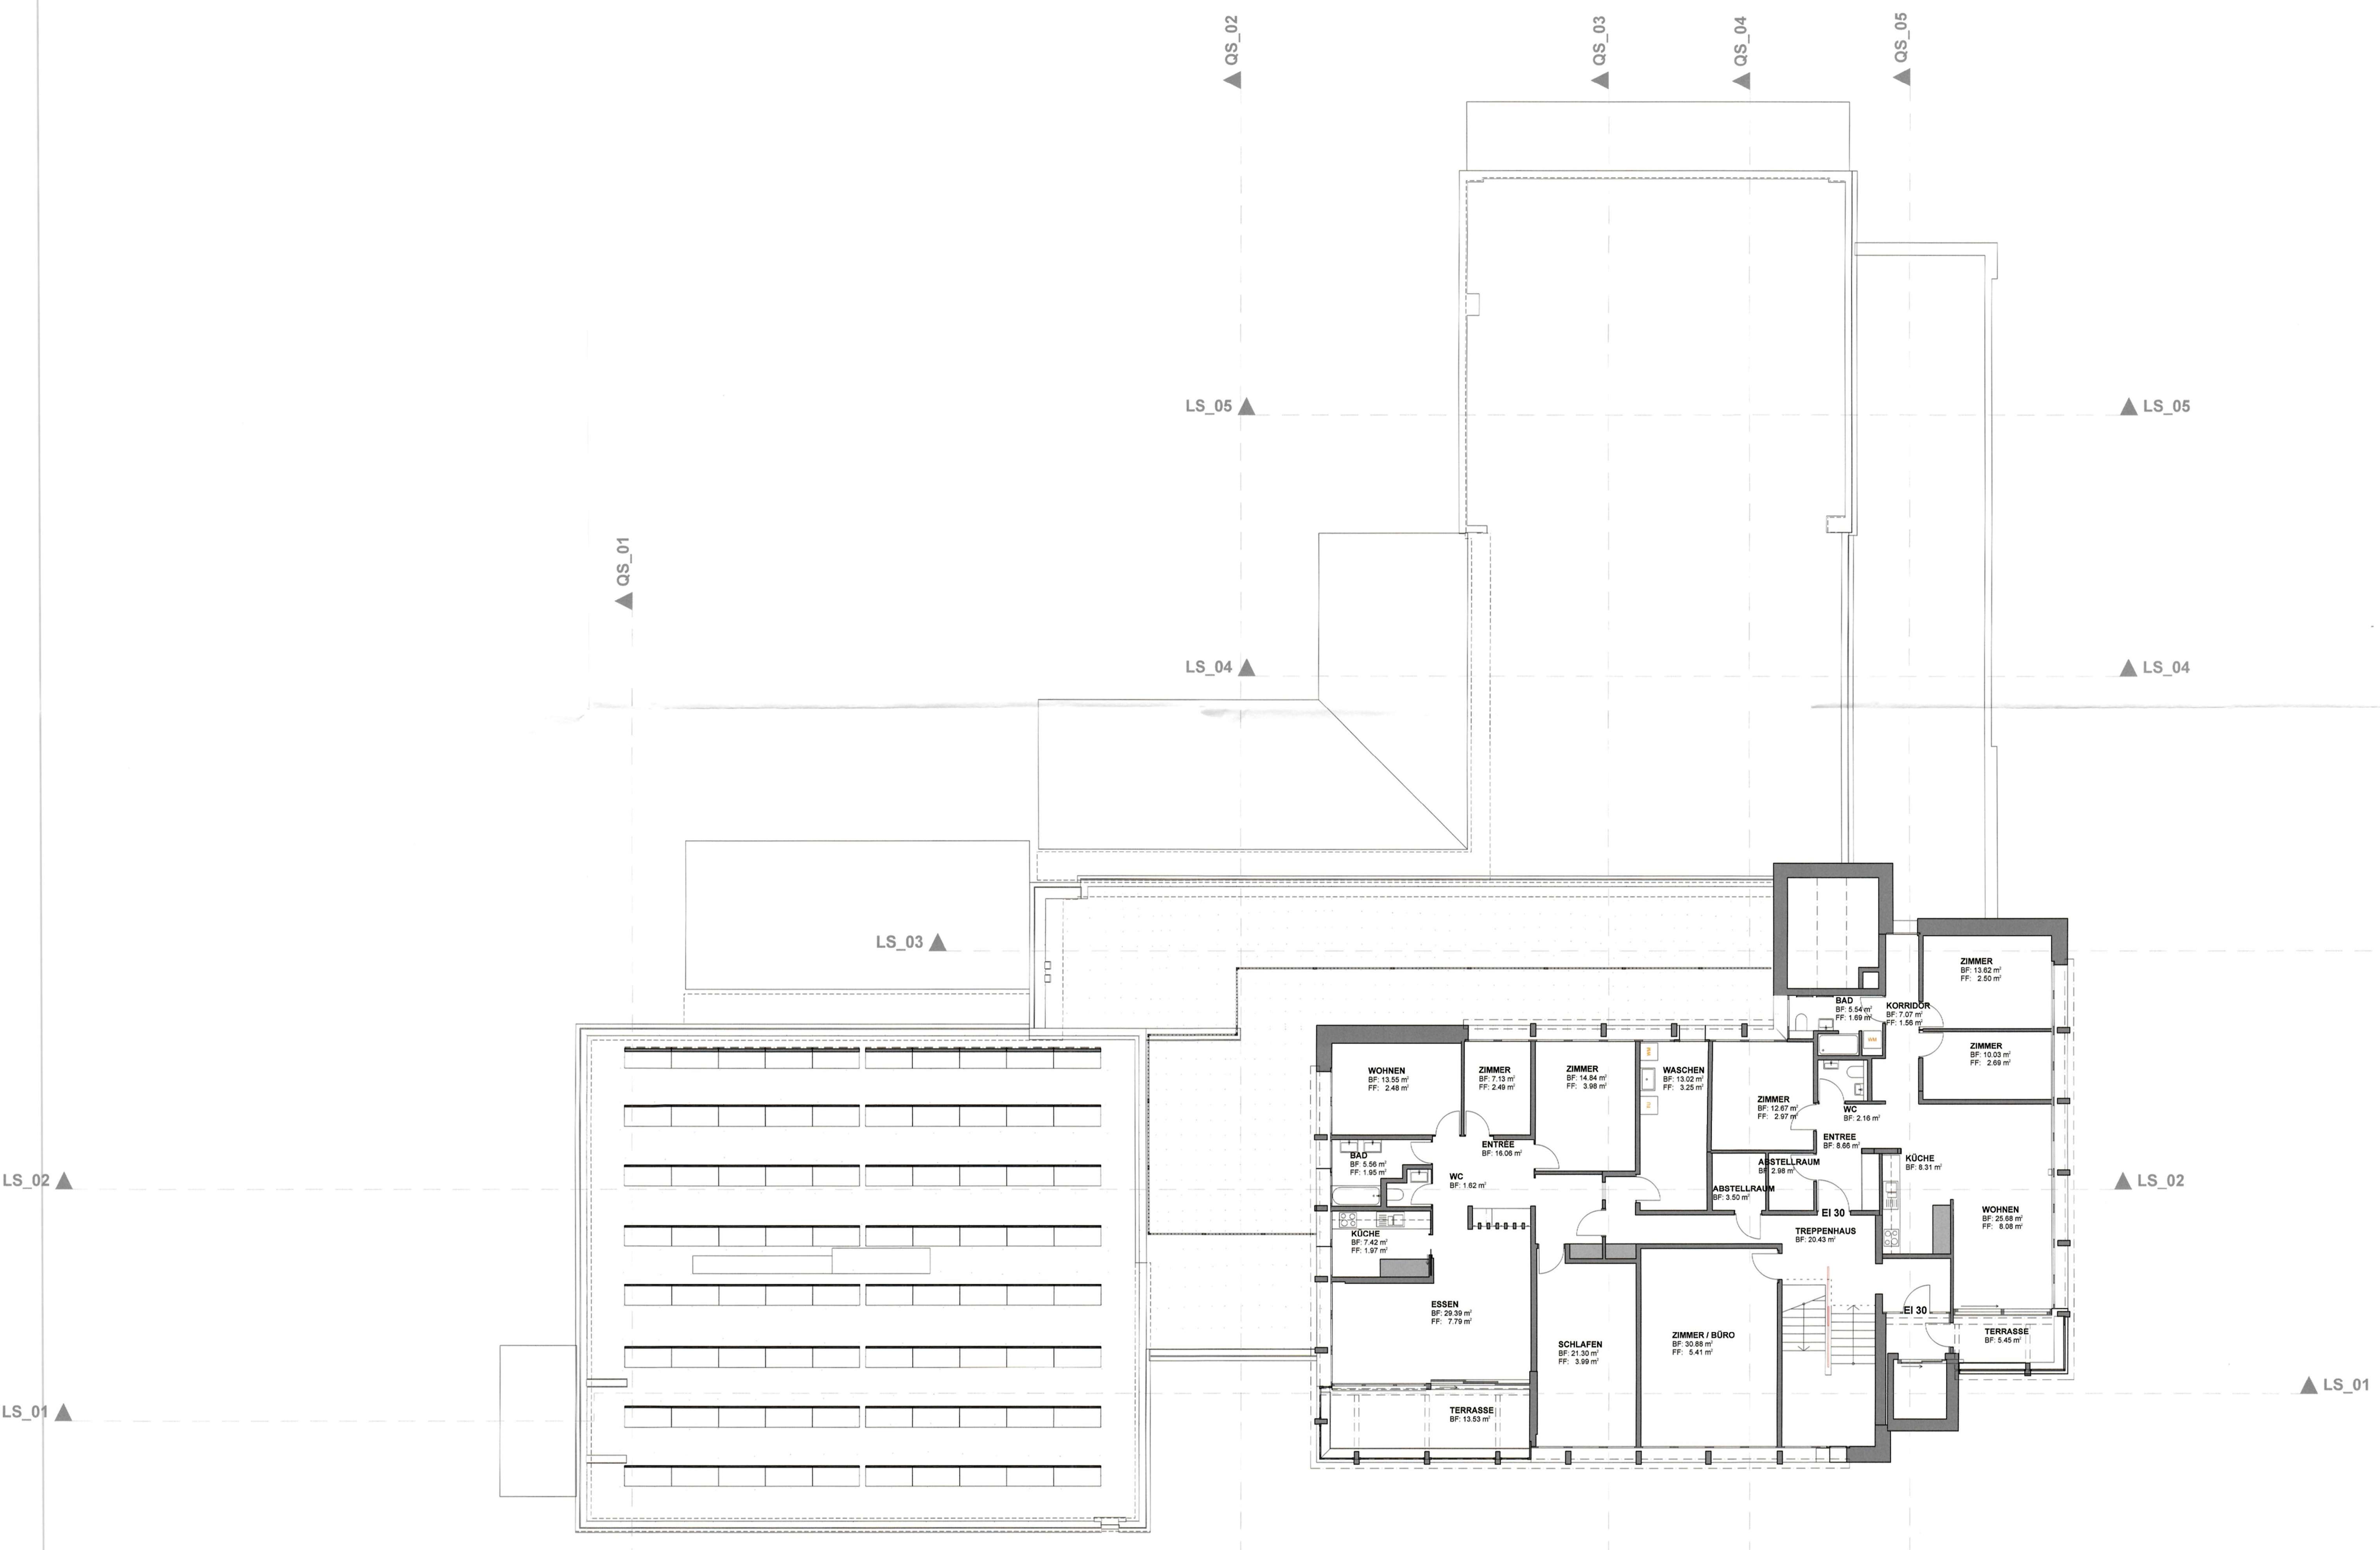 QS_02
QS_03
QS_04
QS_05
LS_05
LS_05
QS_01
LS_04
LS_04
LS_03
ZIMMER
BF: 13.62 m²
FF: 2.50 m²
BAD
BF: 5.54 m²
FF: 1.69 m²
KORRIDOR
BF: 7.07 m²
FF: 1.56 m²
WM
ZIMMER
BF: 10.03 m²
FF: 2.69 m²
WOHNEN
BF: 13.55 m²
FF: 2.48 m²
ZIMMER
BF: 7.13 m²
FF: 2.49 m²
ZIMMER
BF: 14.84 m²
FF: 3.98 m²
WM
WASCHEN
BF: 13.02 m²
FF: 3.25 m²
TU
ZIMMER
BF: 12.67 m²
FF: 2.97 m²
WC
BF: 2.16 m²
ENTREE
BF: 8.66 m²
ENTRÉE
BF: 16.06 m²
BAD
BF: 5.56 m²
FF: 1.95 m²
WC
BF: 1.62 m²
ABSTELLRAUM
BF: 2.98 m²
ABSTELLRAUM
BF: 3.50 m²
KÜCHE
BF: 8.31 m²
LS_02
LS_02
EI 30
WOHNEN
BF: 25.68 m²
FF: 8.08 m²
TREPPENHAUS
BF: 20.43 m²
KÜCHE
BF: 7.42 m²
FF: 1.97 m²
ESSEN
BF: 29.39 m²
FF: 7.79 m²
EI 30
SCHLAFEN
BF: 21.30 m²
FF: 3.99 m²
ZIMMER / BÜRO
BF: 30.88 m²
FF: 5.41 m²
TERRASSE
BF: 5.45 m²
LS_01
LS_01
TERRASSE
BF: 13.53 m²